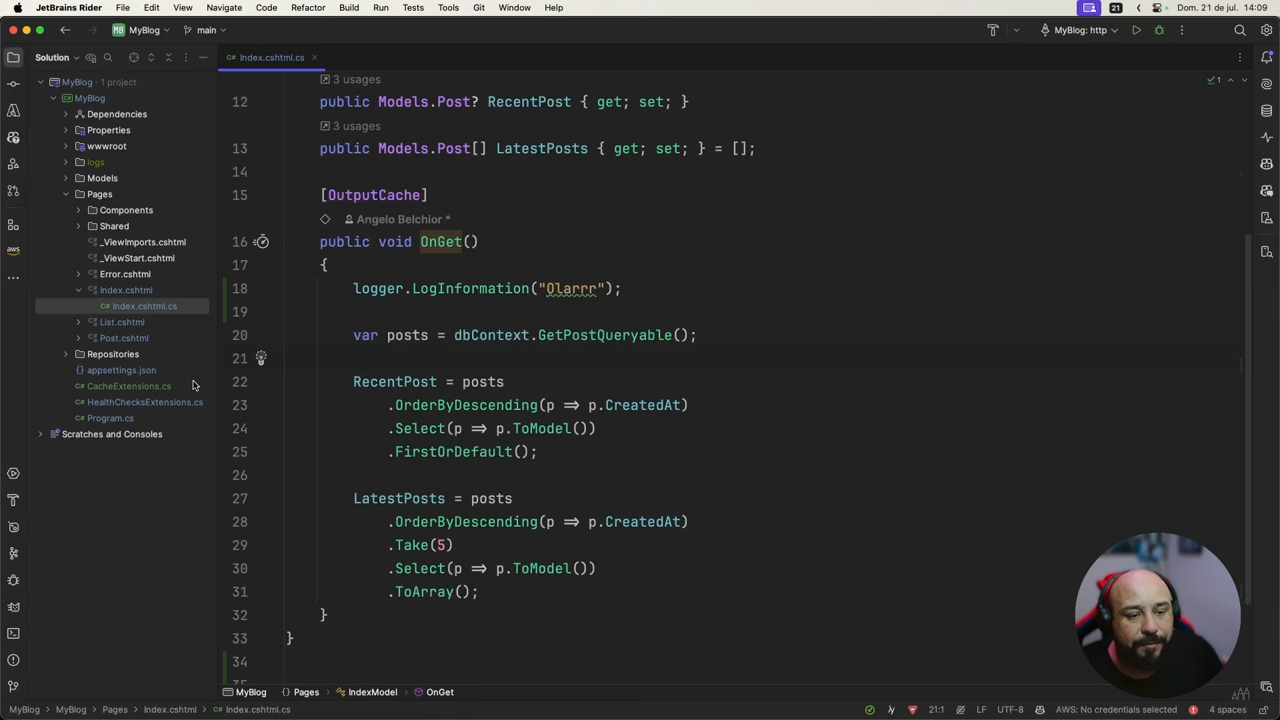 JetBrains Rider File Edit View Navigate Code Refactor Build Run Tests Tools Git Window Help 21 Dom. 21 de jul. 14:09
MB MyBlog main MyBlog: http
Solution
C# Index.cshtml.cs
MyBlog 1 project
MyBlog
Dependencies
Properties
wwwroot
logs
Models
Pages
Components
Shared
_ViewImports.cshtml
_ViewStart.cshtml
Error.cshtml
Index.cshtml
C# Index.cshtml.cs
List.cshtml
Post.cshtml
Repositories
{} appsettings.json
C# CacheExtensions.cs
C# HealthChecksExtensions.cs
C# Program.cs
Scratches and Consoles
aws
1
3 usages
12 public Models.Post? RecentPost { get; set; }
3 usages
13 public Models.Post[] LatestPosts { get; set; } = [];
14
15 [OutputCache]
Angelo Belchior *
16 public void OnGet()
17 {
18 logger.LogInformation("Olarrr");
19
20 var posts = dbContext.GetPostQueryable();
21
22 RecentPost = posts
23 .OrderByDescending(p => p.CreatedAt)
24 .Select(p => p.ToModel())
25 .FirstOrDefault();
26
27 LatestPosts = posts
28 .OrderByDescending(p => p.CreatedAt)
29 .Take(5)
30 .Select(p => p.ToModel())
31 .ToArray();
32 }
33 }
34
MyBlog Pages IndexModel OnGet
MyBlog MyBlog Pages Index.cshtml C# Index.cshtml.cs 21:1 LF UTF-8 AWS: No credentials selected 4 spaces